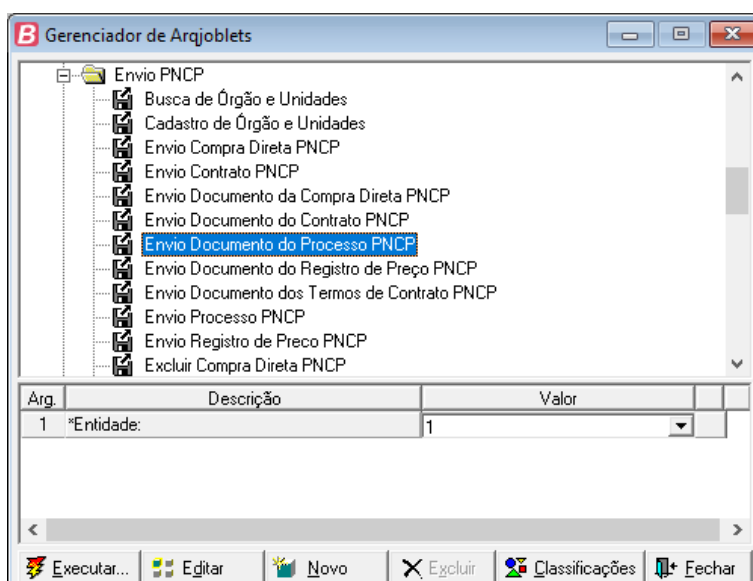 B Gerenciador de Arqjoblets
Envio PNCP
Busca de Órgão e Unidades
Cadastro de Órgão e Unidades
Envio Compra Direta PNCP
Envio Contrato PNCP
Envio Documento da Compra Direta PNCP
Envio Documento do Contrato PNCP
Envio Documento do Processo PNCP
Envio Documento do Registro de Preço PNCP
Envio Documento dos Termos de Contrato PNCP
Envio Processo PNCP
Envio Registro de Preco PNCP
Excluir Compra Direta PNCP
Arg. Descrição Valor
1 *Entidade: 1
Executar... Editar Novo Excluir Classificações Fechar